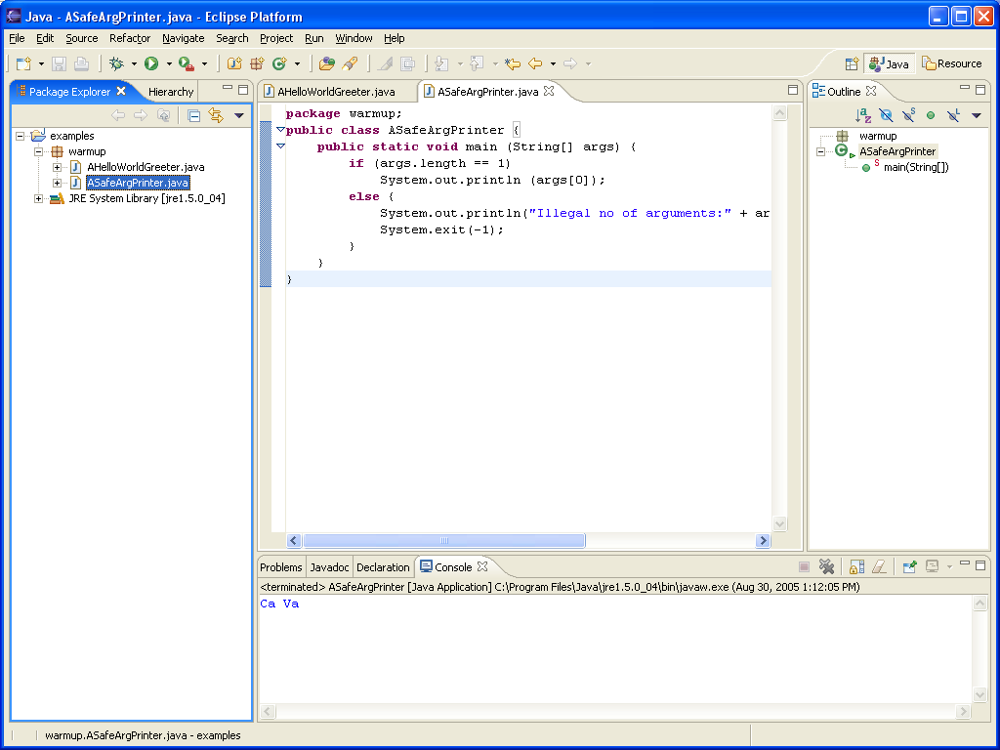 Java - ASafeArgPrinter.java - Eclipse Platform
File Edit Source Refactor Navigate Search Project Run Window Help
Java Resource
Package Explorer Hierarchy
examples
warmup
AHelloWorldGreeter.java
ASafeArgPrinter.java
JRE System Library [jre1.5.0_04]
AHelloWorldGreeter.java ASafeArgPrinter.java
package warmup;
public class ASafeArgPrinter {
public static void main (String[] args) {
if (args.length == 1)
System.out.println (args[0]);
else {
System.out.println("Illegal no of arguments:" + ar
System.exit(-1);
}
}
}
Outline
warmup
ASafeArgPrinter
main(String[])
Problems Javadoc Declaration Console
<terminated> ASafeArgPrinter [Java Application] C:\Program Files\Java\jre1.5.0_04\bin\javaw.exe (Aug 30, 2005 1:12:05 PM)
Ca Va
warmup.ASafeArgPrinter.java - examples